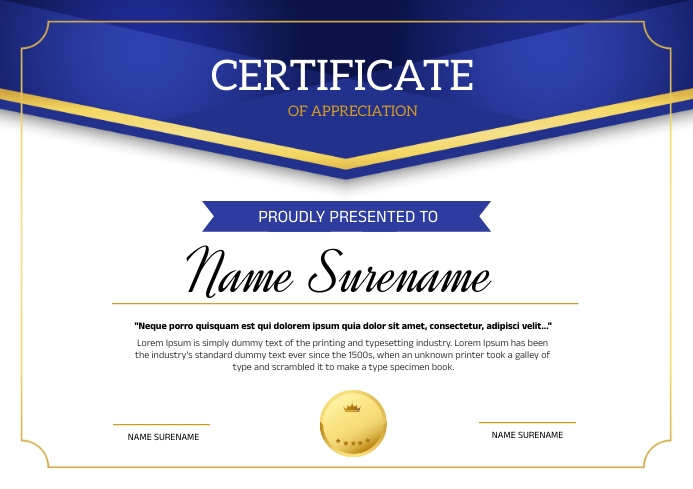 CERTIFICATE
OF APPRECIATION
PROUDLY PRESENTED TO
Name Surename
"Neque porro quisquam est qui dolorem ipsum quia dolor sit amet, consectetur, adipisci velit..."
Lorem Ipsum is simply dummy text of the printing and typesetting industry. Lorem Ipsum has been
the industry's standard dummy text ever since the 1500s, when an unknown printer took a galley of
type and scrambled it to make a type specimen book.
NAME SURENAME
NAME SURENAME